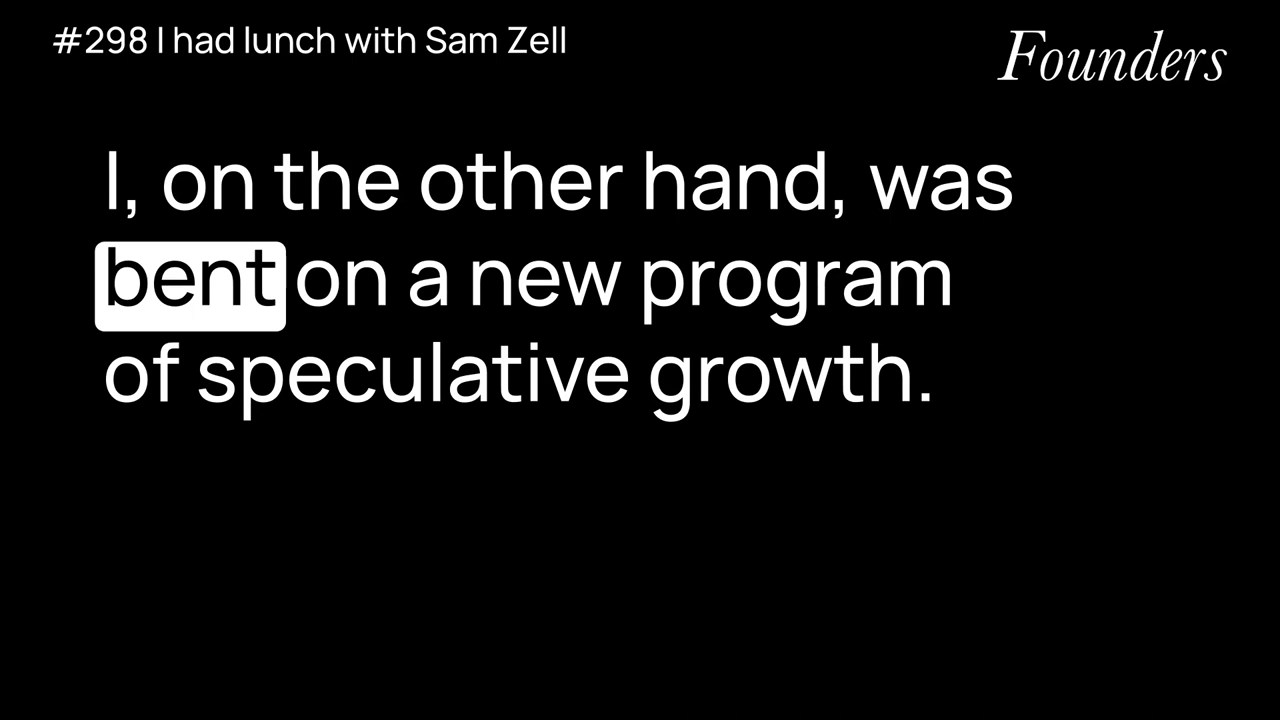 #298 I had lunch with Sam Zell
Founders
I, on the other hand, was
bent on a new program
of speculative growth.